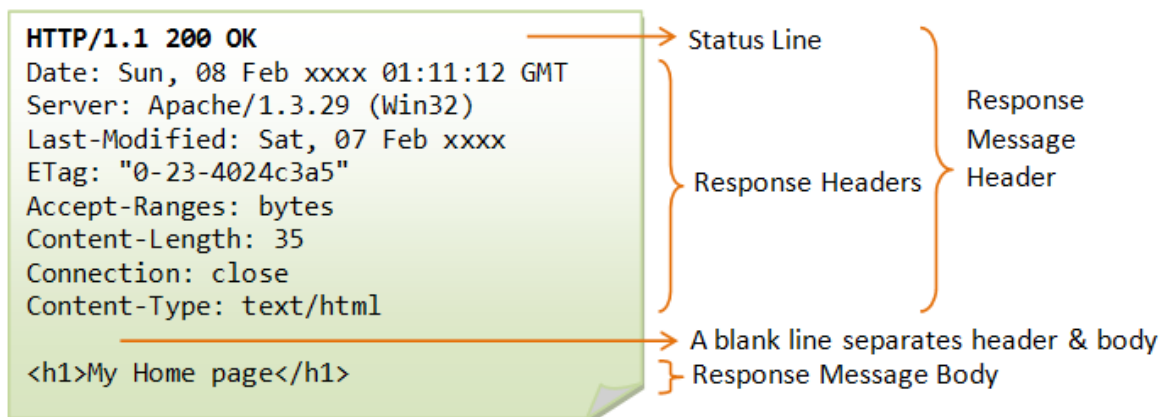 HTTP/1.1 200 OK
Date: Sun, 08 Feb xxxx 01:11:12 GMT
Server: Apache/1.3.29 (Win32)
Last-Modified: Sat, 07 Feb xxxx
ETag: "0-23-4024c3a5"
Accept-Ranges: bytes
Content-Length: 35
Connection: close
Content-Type: text/html
<h1>My Home page</h1>
Status Line
Response Headers
A blank line separates header & body
Response Message Body
Response
Message
Header